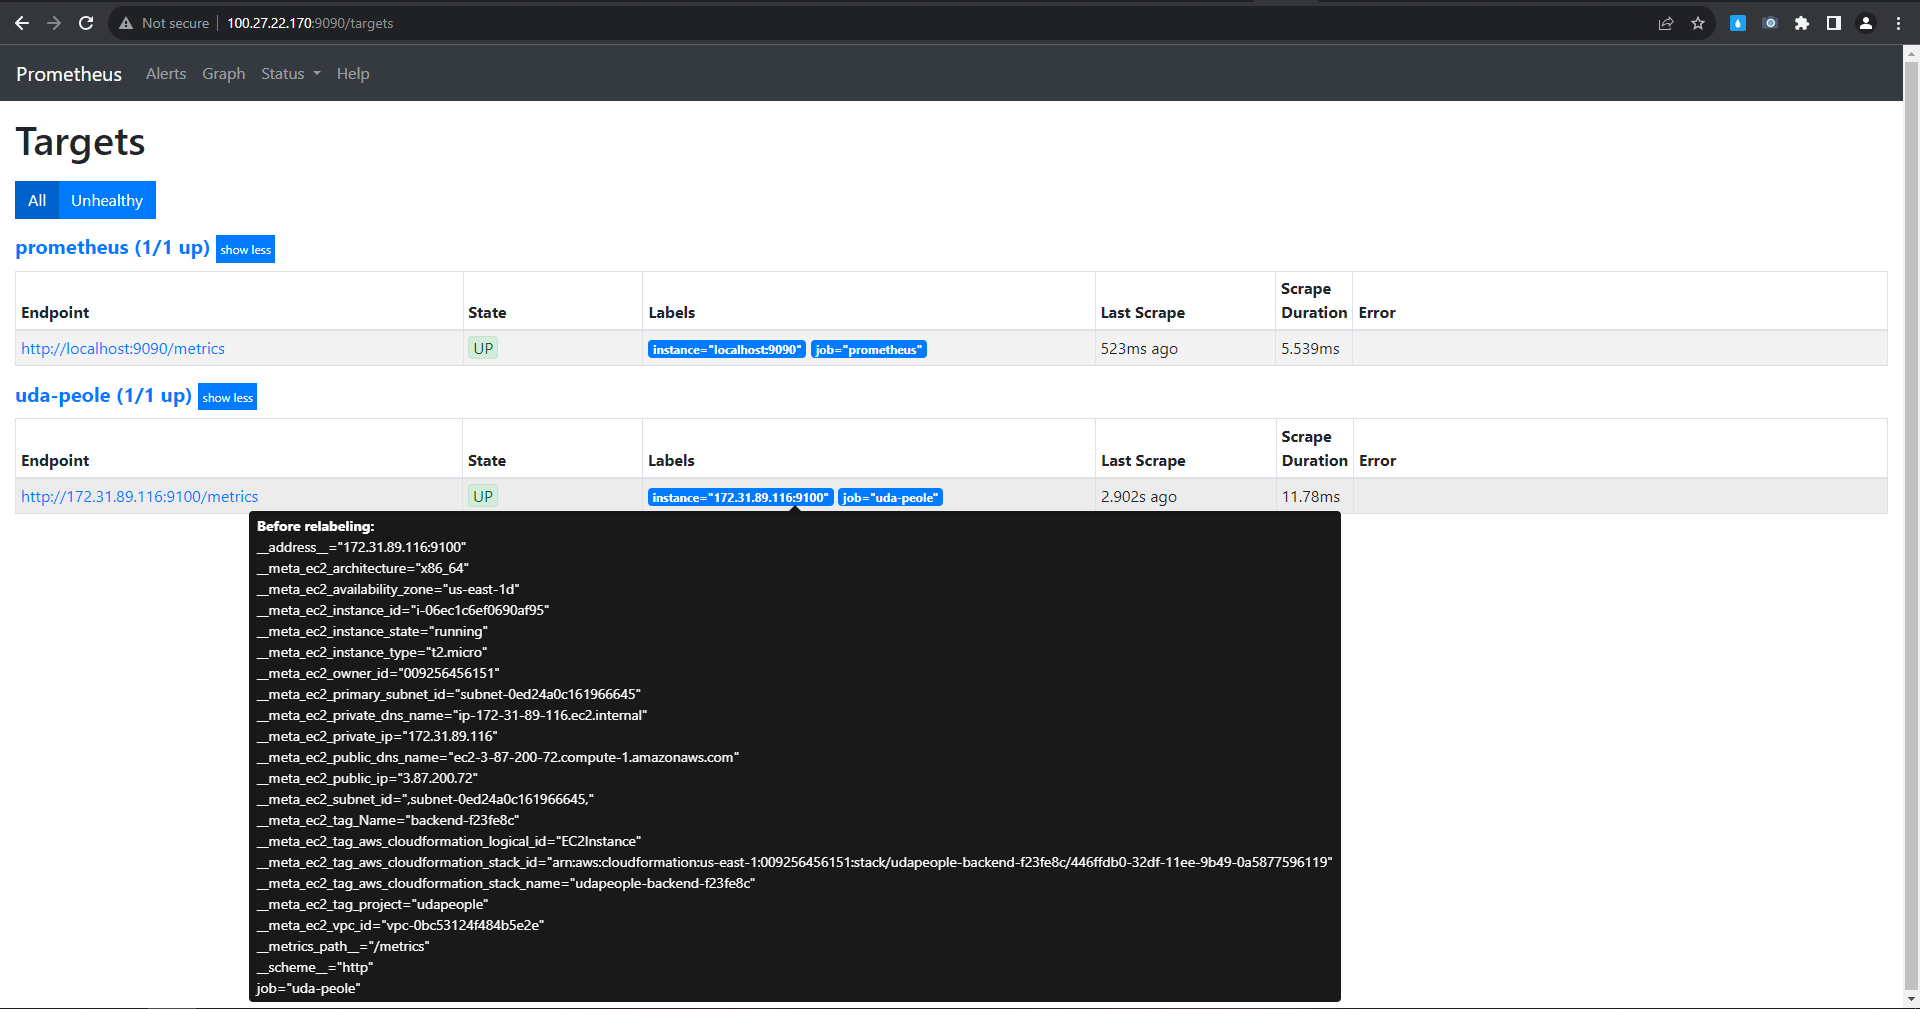 Not secure 100.27.22.170:9090/targets
Prometheus Alerts Graph Status Help
Targets
All Unhealthy
prometheus (1/1 up) show less
Endpoint State Labels Last Scrape Scrape Duration Error
http://localhost:9090/metrics UP instance="localhost:9090" job="prometheus" 523ms ago 5.539ms
uda-peole (1/1 up) show less
Endpoint State Labels Last Scrape Scrape Duration Error
http://172.31.89.116:9100/metrics UP instance="172.31.89.116:9100" job="uda-peole" 2.902s ago 11.78ms
Before relabeling:
__address__="172.31.89.116:9100"
__meta_ec2_architecture="x86_64"
__meta_ec2_availability_zone="us-east-1d"
__meta_ec2_instance_id="i-06ec1c6ef0690af95"
__meta_ec2_instance_state="running"
__meta_ec2_instance_type="t2.micro"
__meta_ec2_owner_id="009256456151"
__meta_ec2_primary_subnet_id="subnet-0ed24a0c161966645"
__meta_ec2_private_dns_name="ip-172-31-89-116.ec2.internal"
__meta_ec2_private_ip="172.31.89.116"
__meta_ec2_public_dns_name="ec2-3-87-200-72.compute-1.amazonaws.com"
__meta_ec2_public_ip="3.87.200.72"
__meta_ec2_subnet_id=",subnet-0ed24a0c161966645,"
__meta_ec2_tag_Name="backend-f23fe8c"
__meta_ec2_tag_aws_cloudformation_logical_id="EC2Instance"
__meta_ec2_tag_aws_cloudformation_stack_id="arn:aws:cloudformation:us-east-1:009256456151:stack/udapeople-backend-f23fe8c/446ffdb0-32df-11ee-9b49-0a5877596119"
__meta_ec2_tag_aws_cloudformation_stack_name="udapeople-backend-f23fe8c"
__meta_ec2_tag_project="udapeople"
__meta_ec2_vpc_id="vpc-0bc53124f484b5e2e"
__metrics_path__="/metrics"
__scheme__="http"
job="uda-peole"